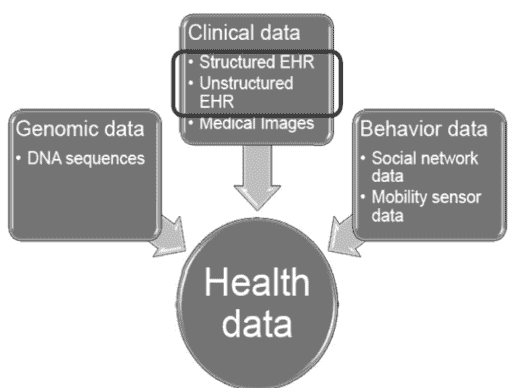 Clinical data
• Structured EHR
• Unstructured
EHR
• Medical Images
Genomic data
• DNA sequences
Behavior data
• Social network
data
• Mobility sensor
data
Health
data